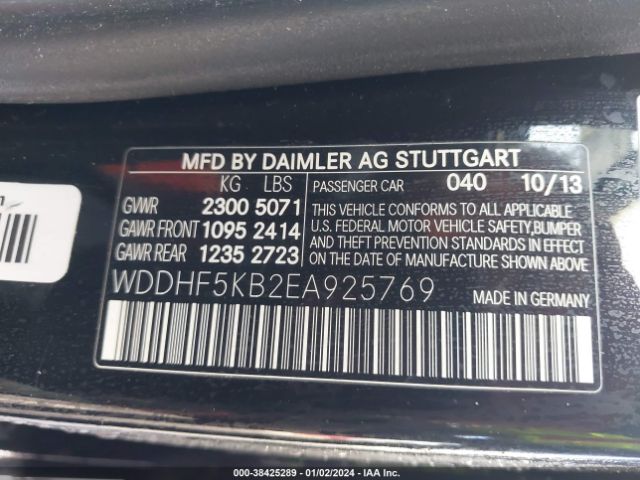 MFD BY DAIMLER AG STUTTGART
KG LBS
GVWR 2300 5071
GAWR FRONT 1095 2414
GAWR REAR 1235 2723
PASSENGER CAR 040 10/13
THIS VEHICLE CONFORMS TO ALL APPLICABLE
U.S. FEDERAL MOTOR VEHICLE SAFETY,BUMPER
AND THEFT PREVENTION STANDARDS IN EFFECT
ON THE DATE OF MANUFACTURE SHOWN ABOVE.
WDDHF5KB2EA925769
MADE IN GERMANY
000-38425289 - 01/02/2024 - IAA Inc.